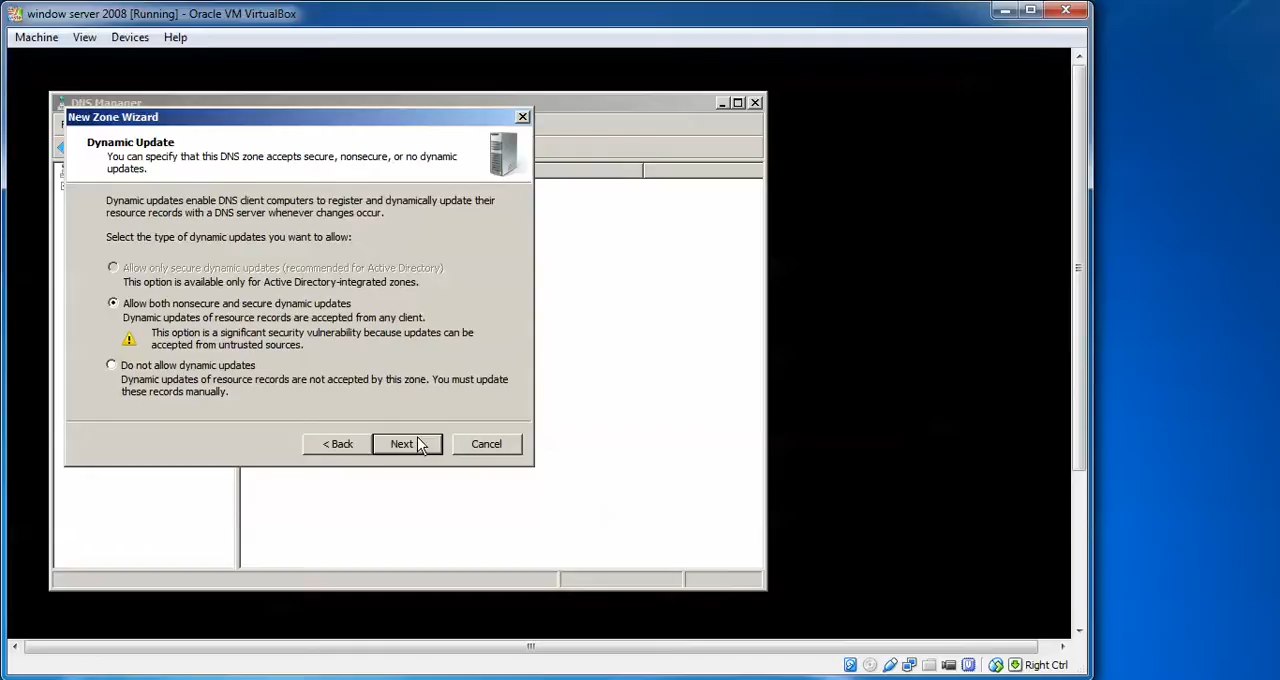 window server 2008 [Running] - Oracle VM VirtualBox
Machine View Devices Help
DNS Manager
New Zone Wizard
Dynamic Update
You can specify that this DNS zone accepts secure, nonsecure, or no dynamic
updates.
Dynamic updates enable DNS client computers to register and dynamically update their
resource records with a DNS server whenever changes occur.
Select the type of dynamic updates you want to allow:
Allow only secure dynamic updates (recommended for Active Directory)
This option is available only for Active Directory-integrated zones.
Allow both nonsecure and secure dynamic updates
Dynamic updates of resource records are accepted from any client.
This option is a significant security vulnerability because updates can be
accepted from untrusted sources.
Do not allow dynamic updates
Dynamic updates of resource records are not accepted by this zone. You must update
these records manually.
< Back Next Cancel
Right Ctrl